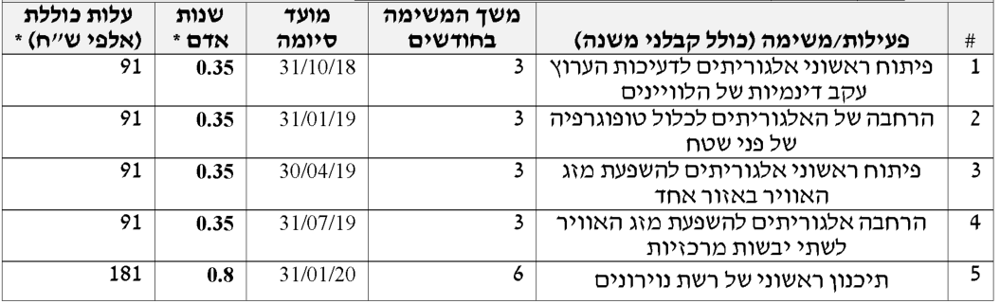 # פעילות/משימה (כולל קבלני משנה) משך המשימה בחודשים מועד סיומה שנות אדם * עלות כוללת (אלפי ש״ח) *
1 פיתוח ראשוני אלגוריתים לדעיכות הערוץ 3 31/10/18 0.35 91
עקב דינמיות של הלוויינים
2 הרחבה של האלגוריתים לכלול טופוגרפיה 3 31/01/19 0.35 91
של פני שטח
3 פיתוח ראשוני אלגוריתים להשפעת מזג 3 30/04/19 0.35 91
האוויר באזור אחד
4 הרחבה אלגוריתים להשפעת מזג האוויר 3 31/07/19 0.35 91
לשתי יבשות מרכזיות
5 תיכנון ראשוני של רשת נוירונים 6 31/01/20 0.8 181